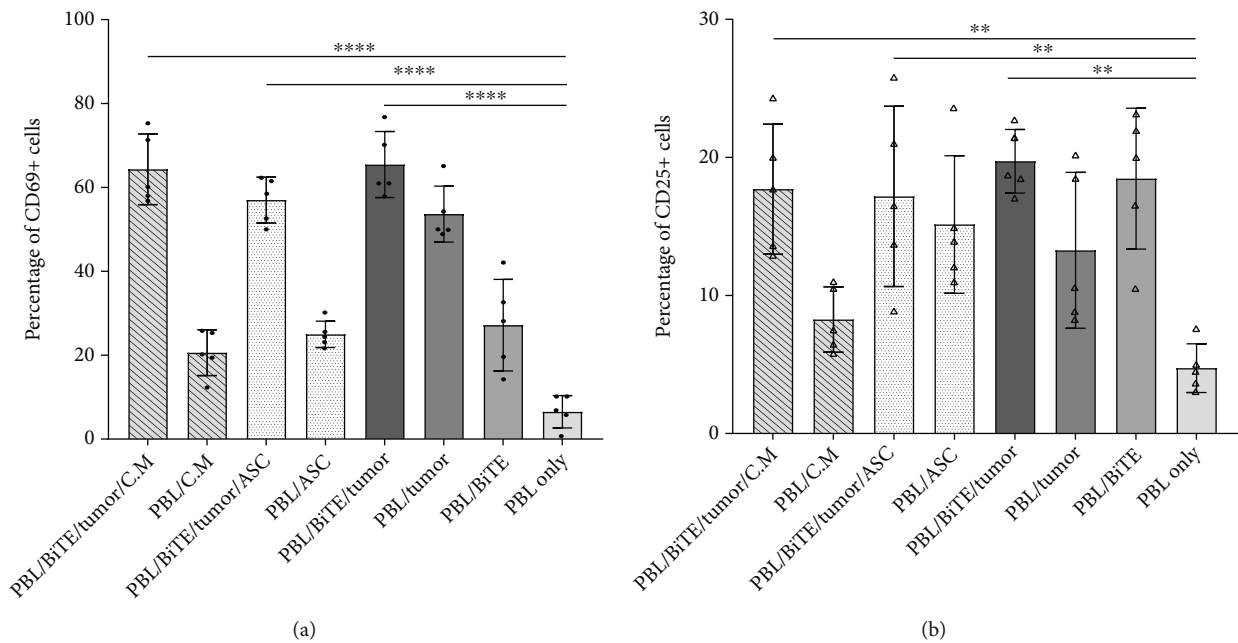 100
80
60
40
20
0
Percentage of CD69+ cells
****
****
****
PBL/BiTE/tumor/C.M
PBL/C.M
PBL/BiTE/tumor/ASC
PBL/ASC
PBL/BiTE/tumor
PBL/tumor
PBL/BiTE
PBL only
(a)
30
20
10
0
Percentage of CD25+ cells
**
**
**
PBL/BiTE/tumor/C.M
PBL/C.M
PBL/BiTE/tumor/ASC
PBL/ASC
PBL/BiTE/tumor
PBL/tumor
PBL/BiTE
PBL only
(b)